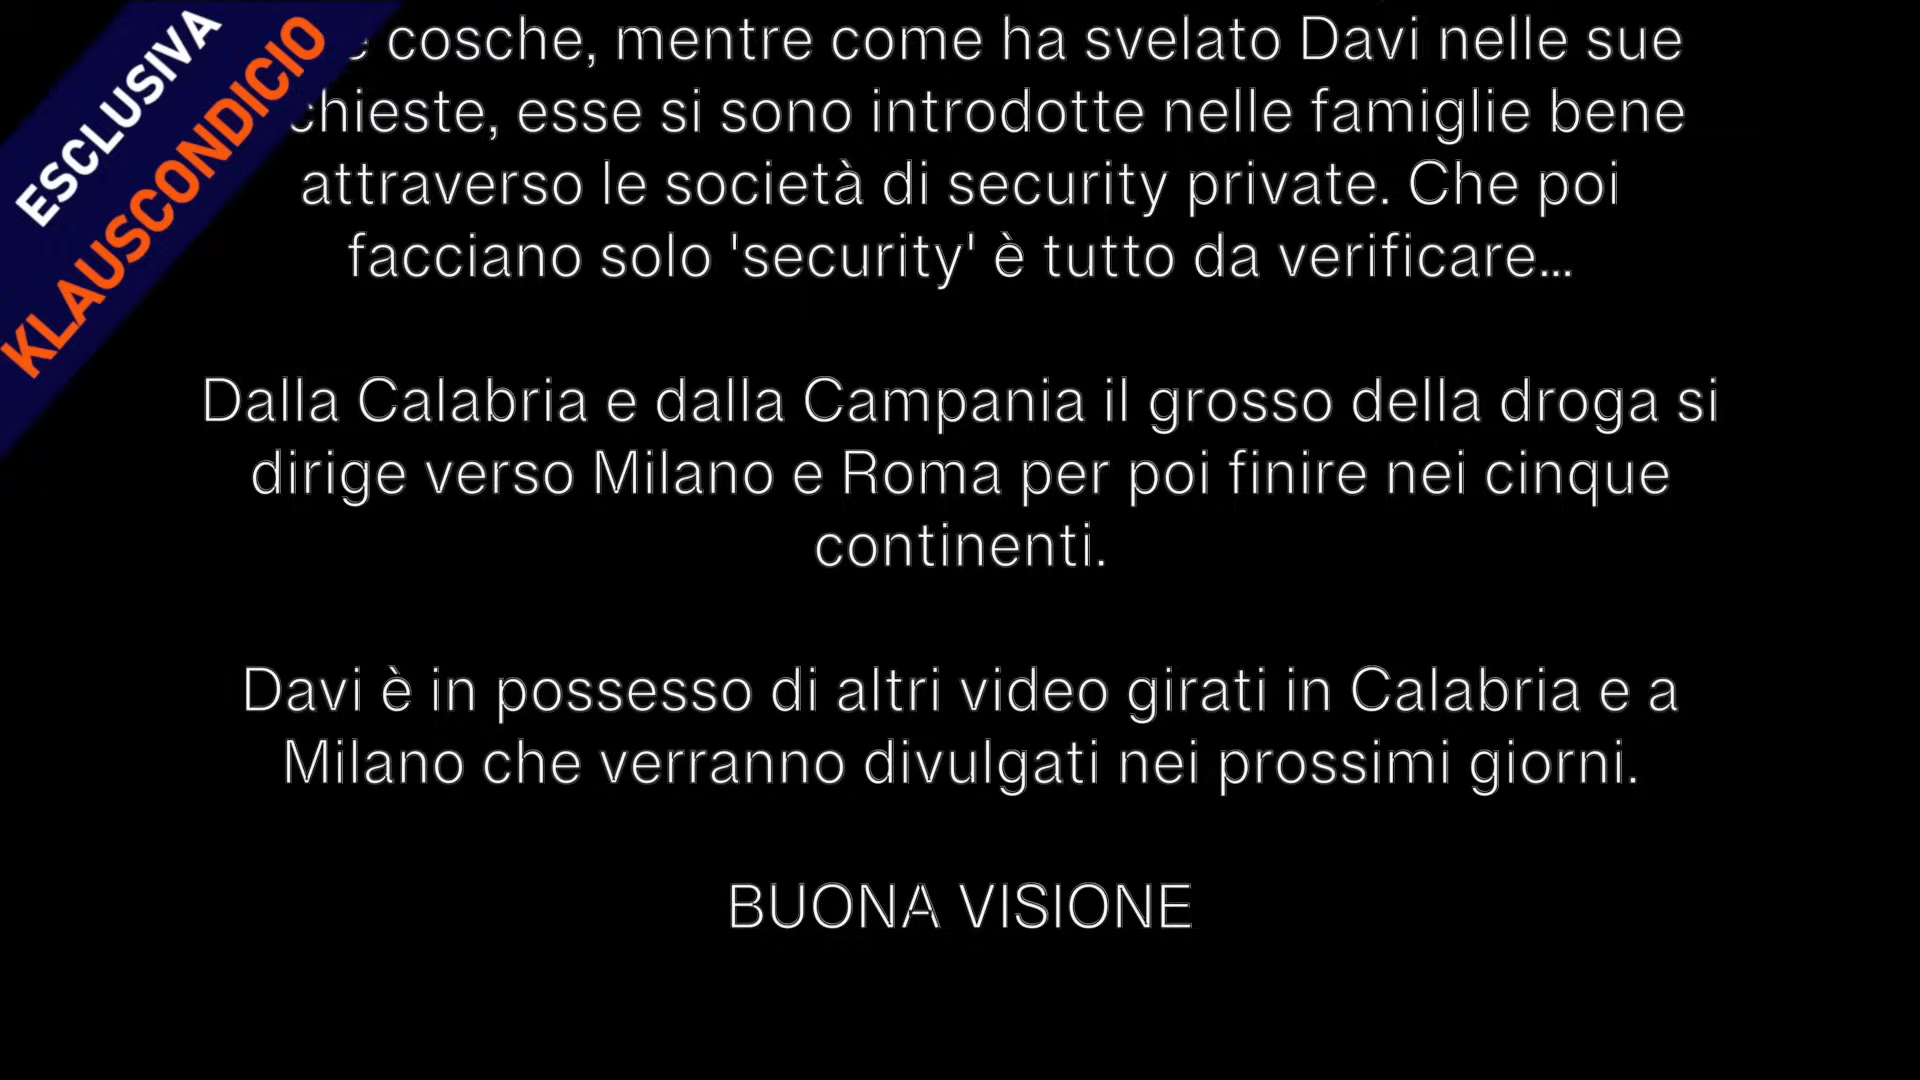 ESCLUSIVA
KLAUSCONDICIO
cosche, mentre come ha svelato Davi nelle sue
chieste, esse si sono introdotte nelle famiglie bene
attraverso le società di security private. Che poi
facciano solo 'security' è tutto da verificare...
Dalla Calabria e dalla Campania il grosso della droga si
dirige verso Milano e Roma per poi finire nei cinque
continenti.
Davi è in possesso di altri video girati in Calabria e a
Milano che verranno divulgati nei prossimi giorni.
BUONA VISIONE